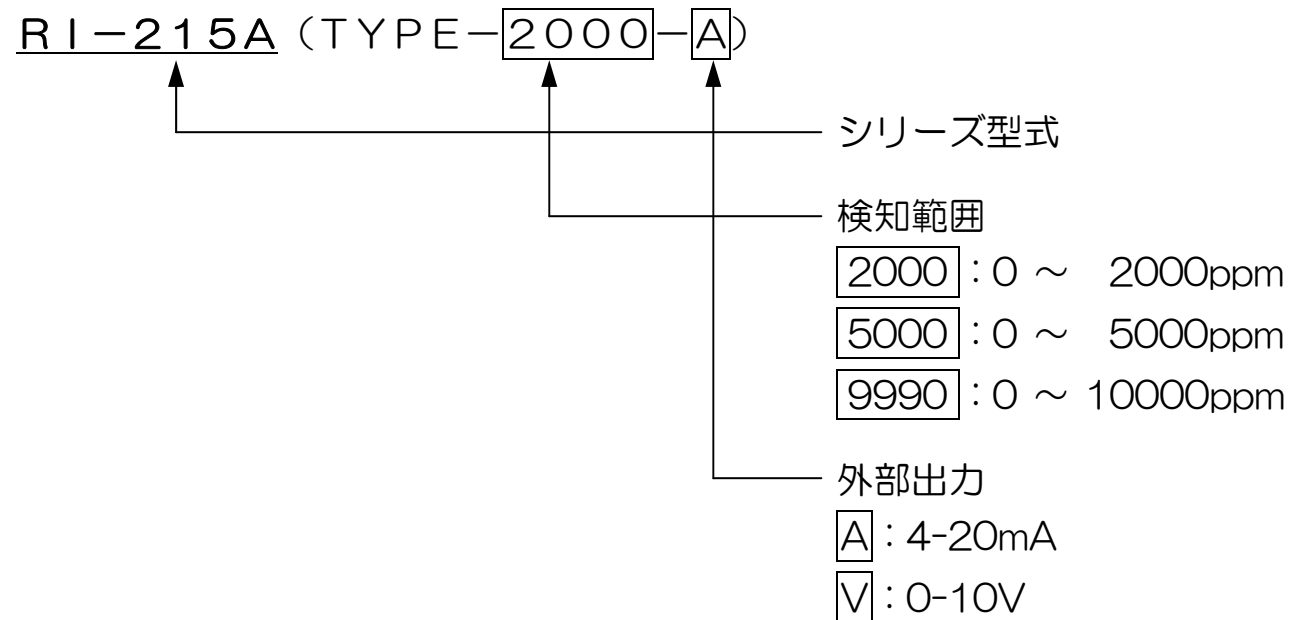 ＲＩ－２１５Ａ（ＴＹＰＥ－２０００－Ａ）
シリーズ型式
検知範囲
2000：0 ～ 2000ppm
5000：0 ～ 5000ppm
9990：0 ～ 10000ppm
外部出力
A：4-20mA
V：0-10V